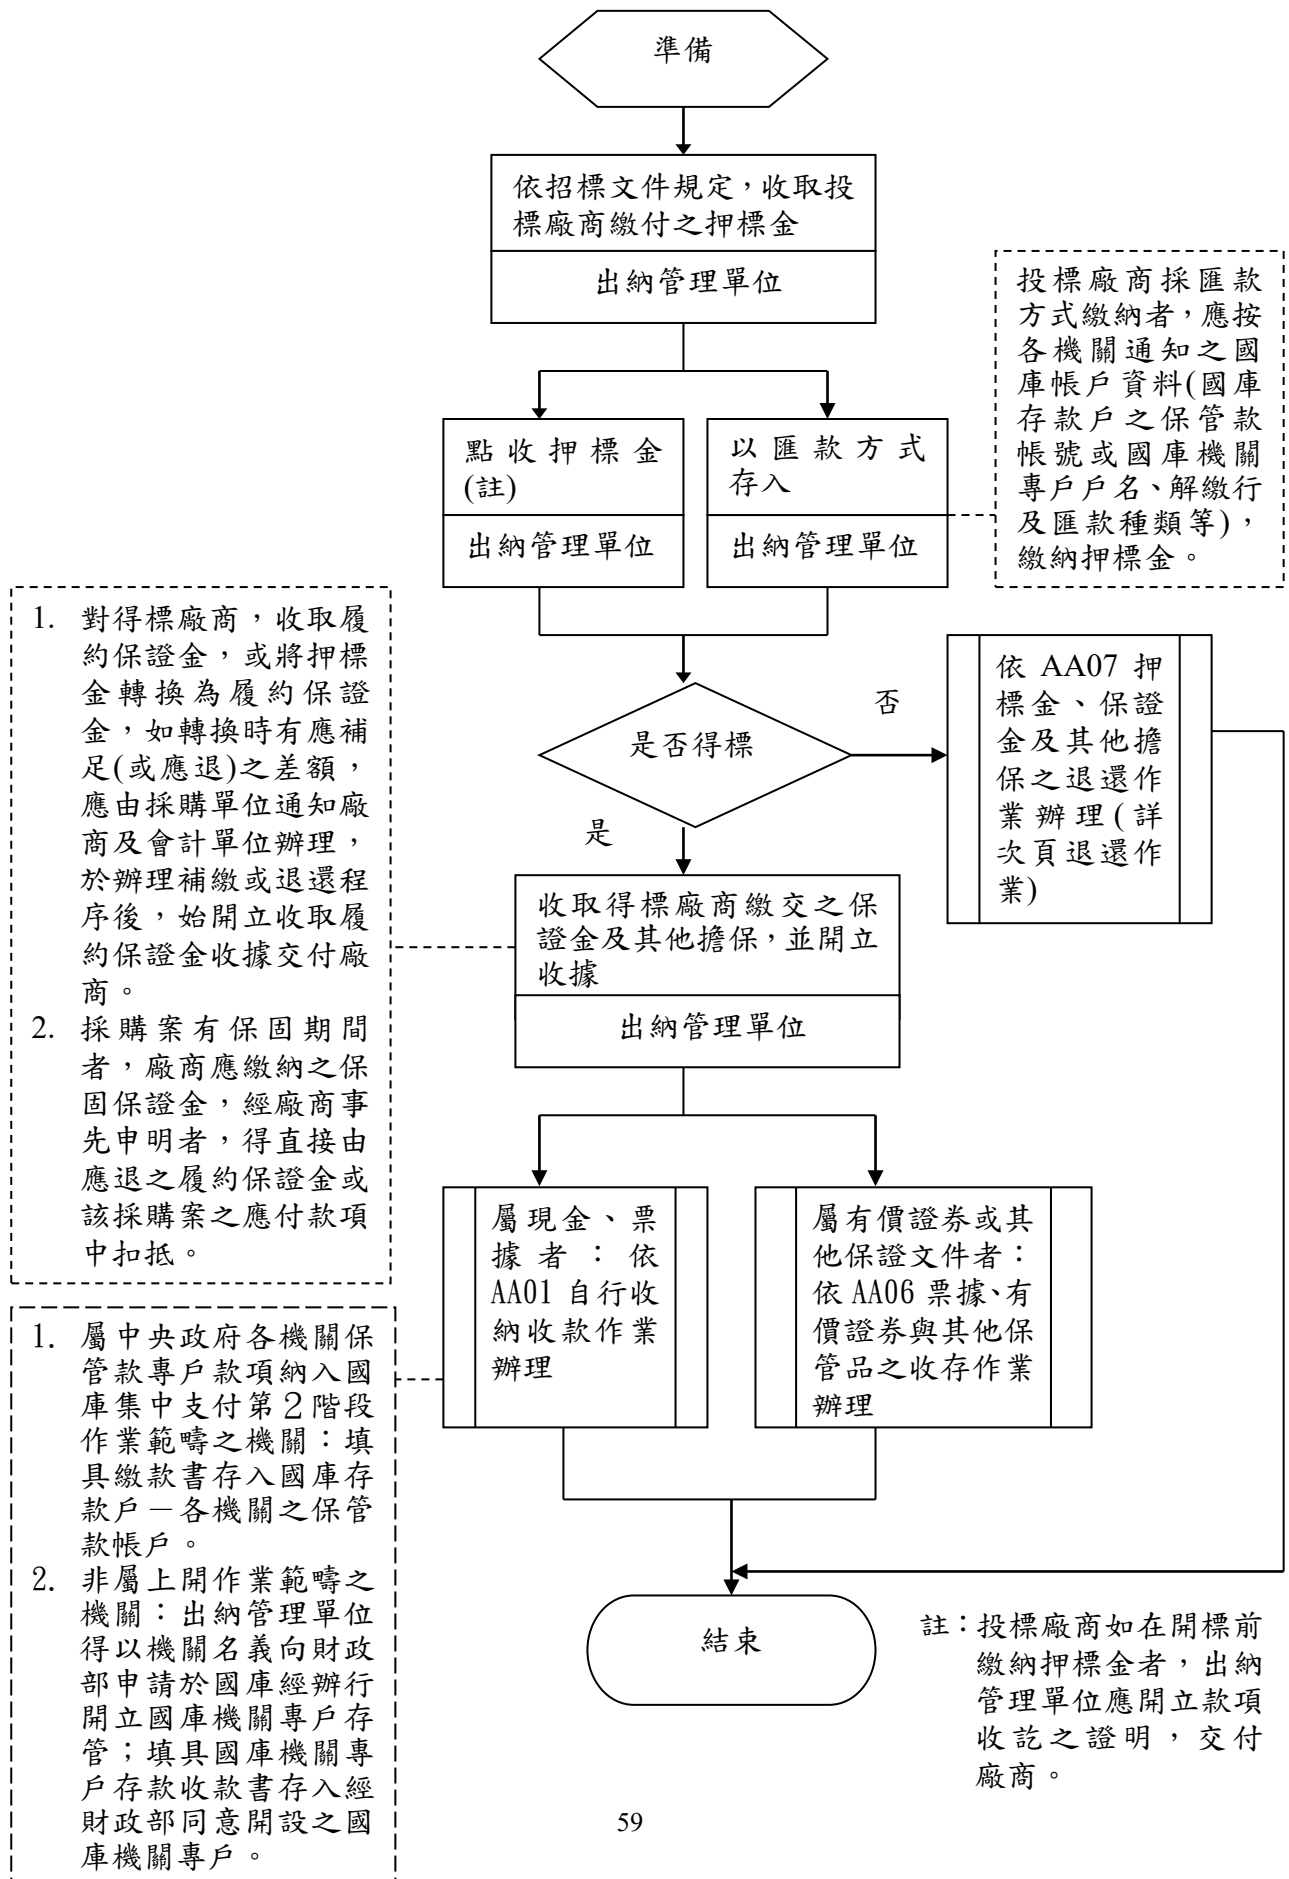 準備
依招標文件規定，收取投
標廠商繳付之押標金
出納管理單位
投標廠商採匯款
方式繳納者，應按
各機關通知之國
庫帳戶資料(國庫
存款戶之保管款
帳號或國庫機關
專戶戶名、解繳行
及匯款種類等)，
繳納押標金。
點收押標金
(註)
出納管理單位
以匯款方式
存入
出納管理單位
1. 對得標廠商，收取履
約保證金，或將押標
金轉換為履約保證
金，如轉換時有應補
足(或應退)之差額，
應由採購單位通知廠
商及會計單位辦理，
於辦理補繳或退還程
序後，始開立收取履
約保證金收據交付廠
商。
2. 採購案有保固期間
者，廠商應繳納之保
固保證金，經廠商事
先申明者，得直接由
應退之履約保證金或
該採購案之應付款項
中扣抵。
是否得標
否
是
依 AA07 押
標金、保證
金及其他擔
保之退還作
業辦理(詳
次頁退還作
業)
收取得標廠商繳交之保
證金及其他擔保，並開立
收據
出納管理單位
屬現金、票
據者：依
AA01 自行收
納收款作業
辦理
屬有價證券或其
他保證文件者：
依 AA06 票據、有
價證券與其他保
管品之收存作業
辦理
1. 屬中央政府各機關保
管款專戶款項納入國
庫集中支付第２階段
作業範疇之機關：填
具繳款書存入國庫存
款戶－各機關之保管
款帳戶。
2. 非屬上開作業範疇之
機關：出納管理單位
得以機關名義向財政
部申請於國庫經辦行
開立國庫機關專戶存
管；填具國庫機關專
戶存款收款書存入經
財政部同意開設之國
庫機關專戶。
結束
註：投標廠商如在開標前
繳納押標金者，出納
管理單位應開立款項
收訖之證明，交付
廠商。
59